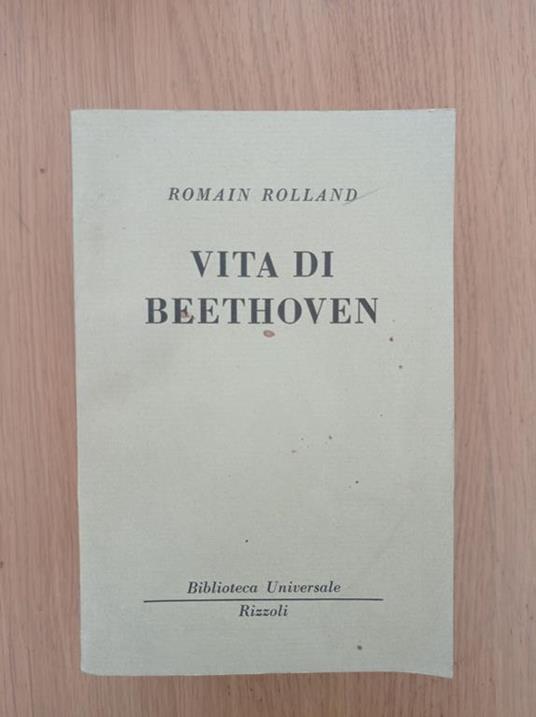 ROMAIN ROLLAND
VITA DI
BEETHOVEN
Biblioteca Universale
Rizzoli